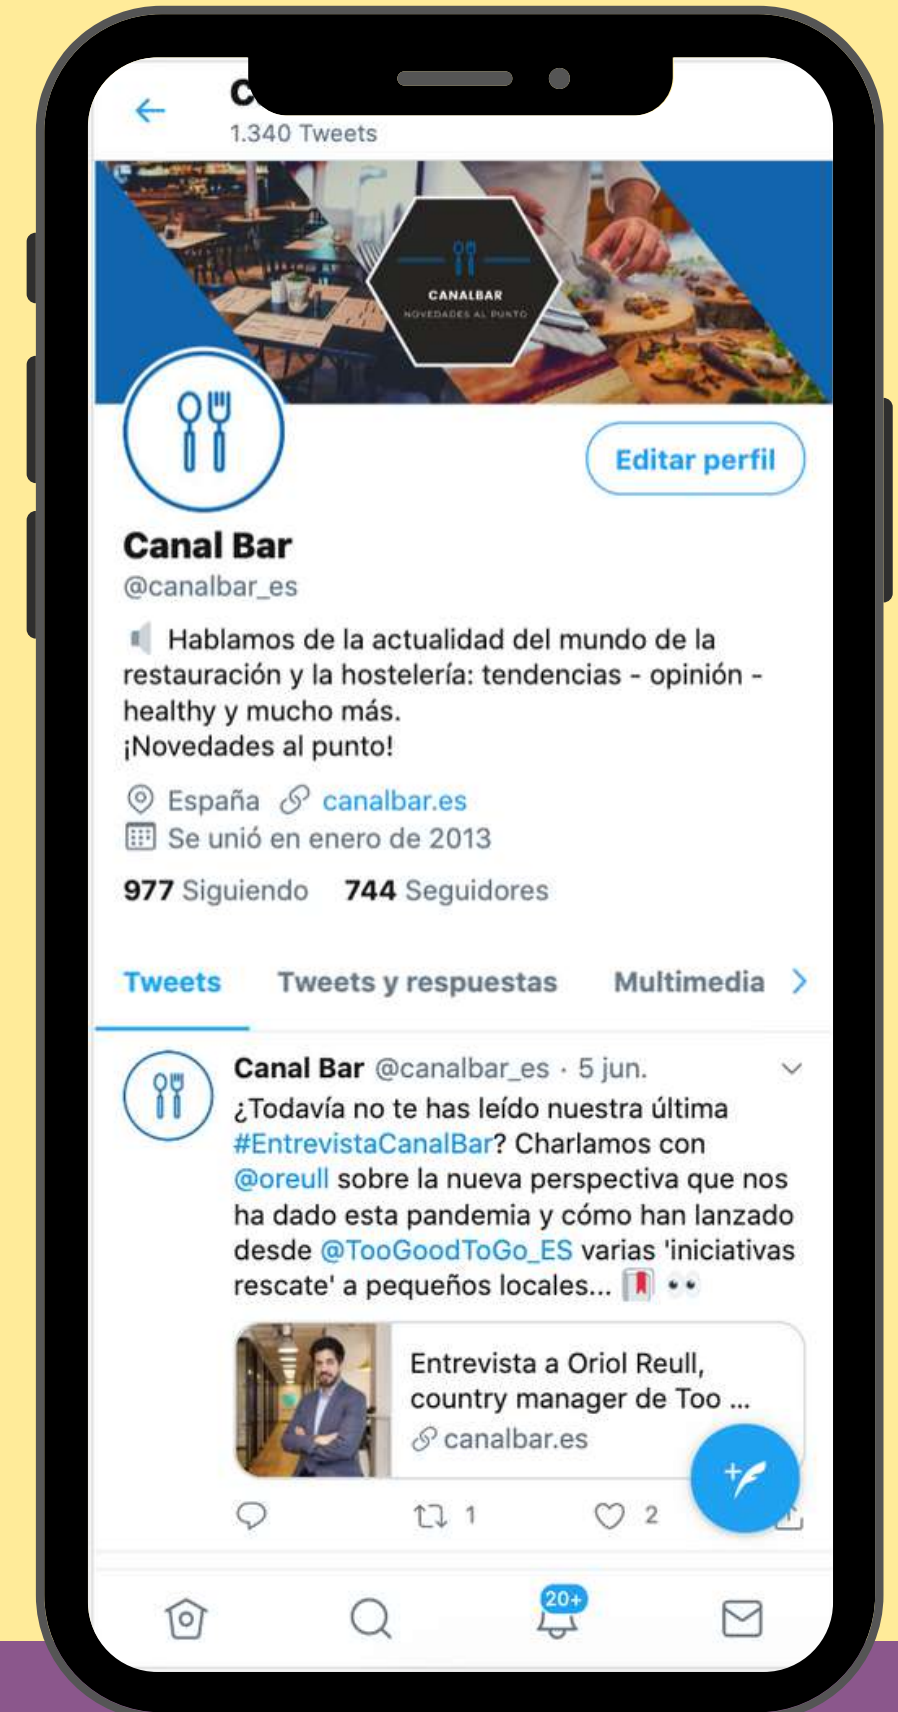 1.340 Tweets
CANALBAR
NOVEDADES AL PUNTO
Editar perfil
Canal Bar
@canalbar_es
Hablamos de la actualidad del mundo de la
restauración y la hostelería: tendencias - opinión -
healthy y mucho más.
¡Novedades al punto!
España canalbar.es
Se unió en enero de 2013
977 Siguiendo 744 Seguidores
Tweets Tweets y respuestas Multimedia
Canal Bar @canalbar_es · 5 jun.
¿Todavía no te has leído nuestra última
#EntrevistaCanalBar? Charlamos con
@oreull sobre la nueva perspectiva que nos
ha dado esta pandemia y cómo han lanzado
desde @TooGoodToGo_ES varias 'iniciativas
rescate' a pequeños locales...
Entrevista a Oriol Reull,
country manager de Too ...
canalbar.es
1 2
20+